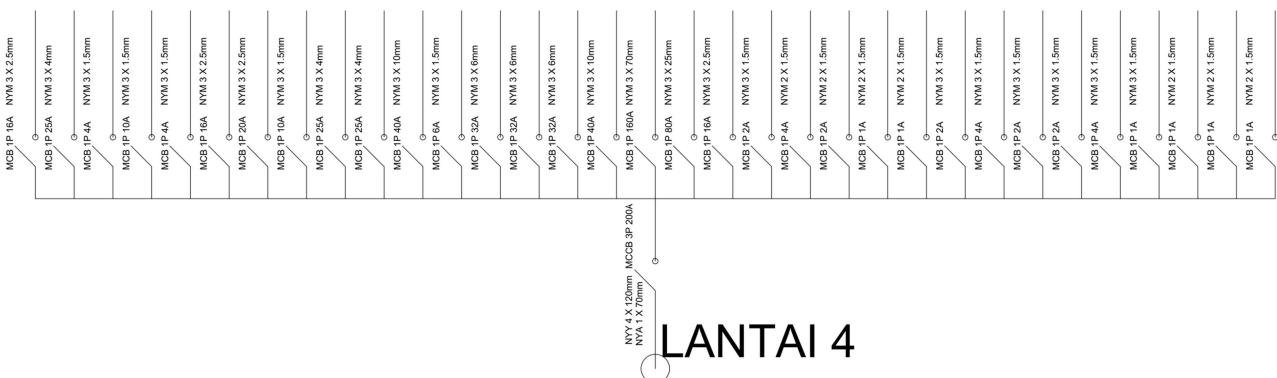 MCB 1P 16A NYM 3 X 2.5mm
MCB 1P 25A NYM 3 X 4mm
MCB 1P 4A NYM 3 X 1.5mm
MCB 1P 10A NYM 3 X 1.5mm
MCB 1P 4A NYM 3 X 1.5mm
MCB 1P 16A NYM 3 X 2.5mm
MCB 1P 20A NYM 3 X 2.5mm
MCB 1P 10A NYM 3 X 1.5mm
MCB 1P 25A NYM 3 X 4mm
MCB 1P 25A NYM 3 X 4mm
MCB 1P 40A NYM 3 X 10mm
MCB 1P 6A NYM 3 X 1.5mm
MCB 1P 32A NYM 3 X 6mm
MCB 1P 32A NYM 3 X 6mm
MCB 1P 32A NYM 3 X 6mm
MCB 1P 40A NYM 3 X 10mm
MCB 1P 160A NYM 3 X 70mm
MCB 1P 80A NYM 3 X 25mm
MCB 1P 16A NYM 3 X 2.5mm
MCB 1P 2A NYM 3 X 1.5mm
MCB 1P 4A NYM 2 X 1.5mm
MCB 1P 2A NYM 2 X 1.5mm
MCB 1P 1A NYM 2 X 1.5mm
MCB 1P 1A NYM 2 X 1.5mm
MCB 1P 2A NYM 3 X 1.5mm
MCB 1P 4A NYM 3 X 1.5mm
MCB 1P 2A NYM 3 X 1.5mm
MCB 1P 2A NYM 3 X 1.5mm
MCB 1P 4A NYM 3 X 1.5mm
MCB 1P 1A NYM 2 X 1.5mm
MCB 1P 1A NYM 2 X 1.5mm
MCB 1P 1A NYM 2 X 1.5mm
MCB 1P 1A NYM 2 X 1.5mm
MCCB 3P 200A
NYY 4 X 120mm
NYA 1 X 70mm
LANTAI 4